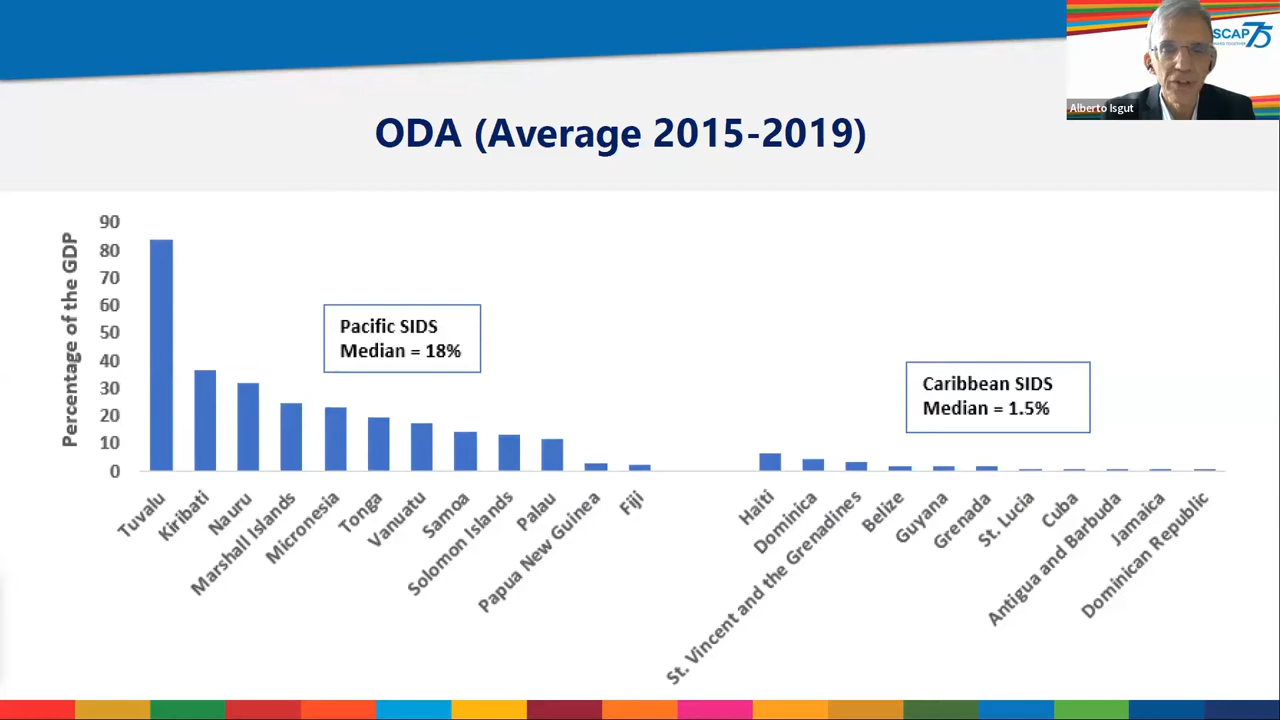 SCAP 75
Alberto Isgut
ODA (Average 2015-2019)
Percentage of the GDP
90
80
70
60
50
40
30
20
10
0
Pacific SIDS
Median = 18%
Caribbean SIDS
Median = 1.5%
Tuvalu
Kiribati
Nauru
Marshall Islands
Micronesia
Tonga
Vanuatu
Samoa
Solomon Islands
Palau
Papua New Guinea
Fiji
Haiti
Dominica
St. Vincent and the Grenadines
Belize
Guyana
Grenada
St. Lucia
Cuba
Antigua and Barbuda
Jamaica
Dominican Republic